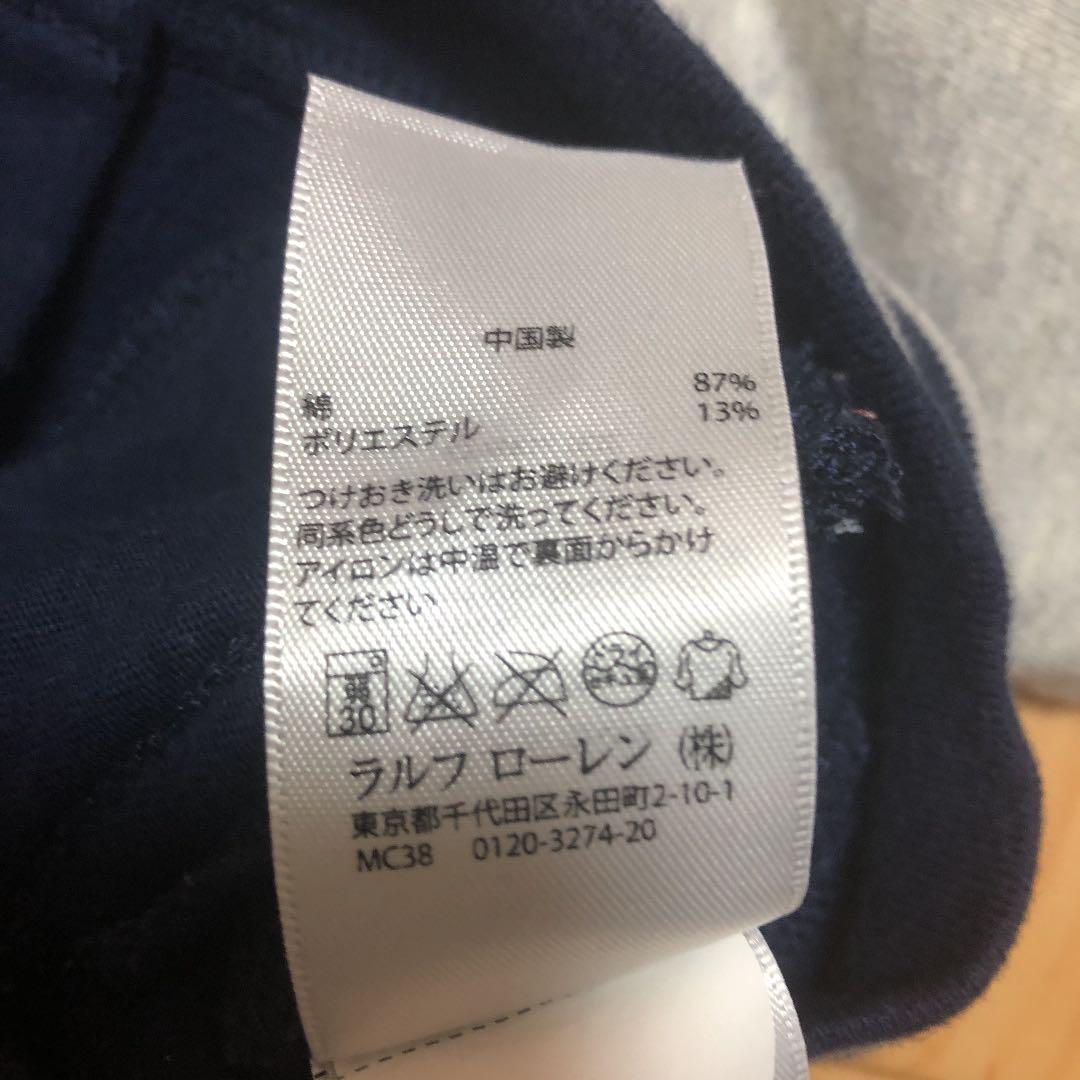 中国製
綿 87%
ポリエステル 13%
つけおき洗いはお避けください。
同系色どうしで洗ってください。
アイロンは中温で裏面からかけ
てください
弱
30
ドライ
ラルフ ローレン (株)
東京都千代田区永田町2-10-1
MC38 0120-3274-20